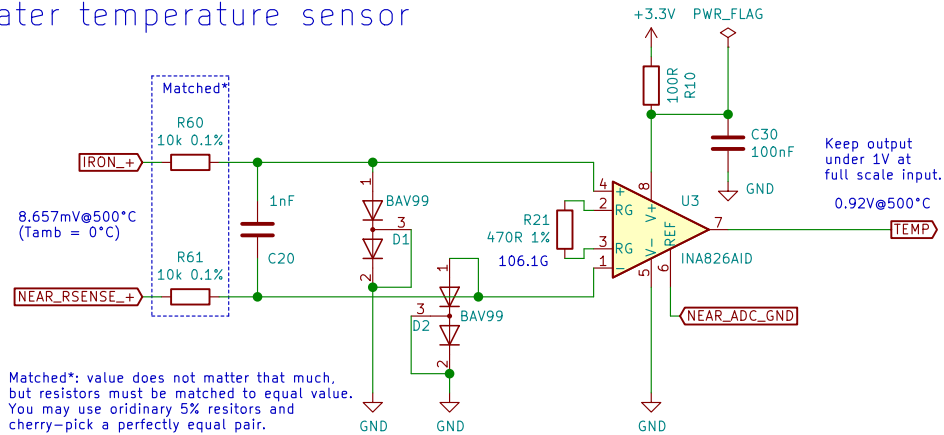 ater temperature sensor
+3.3V
PWR_FLAG
100R
R10
C30
100nF
GND
Matched*
R60
10k 0.1%
IRON_+
8.657mV@500°C
(Tamb = 0°C)
R61
10k 0.1%
NEAR_RSENSE_+
1nF
C20
1
BAV99
3
D1
2
1
3
D2
BAV99
2
R21
470R 1%
106.1G
4
2
3
1
+
RG
RG
-
8
V+
V-
REF
5
6
U3
7
INA826AID
Keep output
under 1V at
full scale input.
0.92V@500°C
TEMP
NEAR_ADC_GND
Matched*: value does not matter that much,
but resistors must be matched to equal value.
You may use oridinary 5% resitors and
cherry-pick a perfectly equal pair.
GND
GND
GND